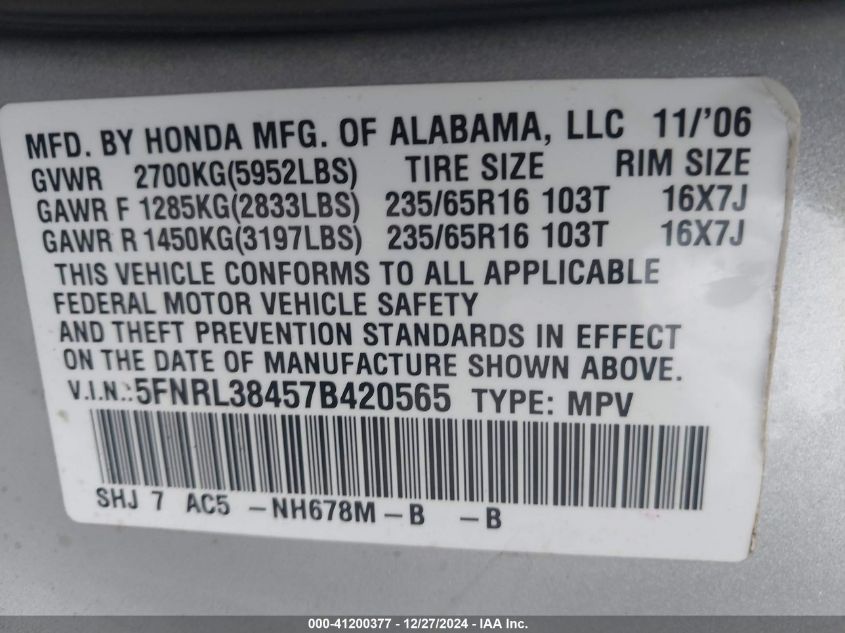 MFD. BY HONDA MFG. OF ALABAMA, LLC 11/'06
GVWR 2700KG(5952LBS) TIRE SIZE RIM SIZE
GAWR F 1285KG(2833LBS) 235/65R16 103T 16X7J
GAWR R 1450KG(3197LBS) 235/65R16 103T 16X7J
THIS VEHICLE CONFORMS TO ALL APPLICABLE
FEDERAL MOTOR VEHICLE SAFETY
AND THEFT PREVENTION STANDARDS IN EFFECT
ON THE DATE OF MANUFACTURE SHOWN ABOVE.
V.I.N.:5FNRL38457B420565 TYPE: MPV
SHJ 7 AC5 -NH678M-B -B
000-41200377 - 12/27/2024 - IAA Inc.